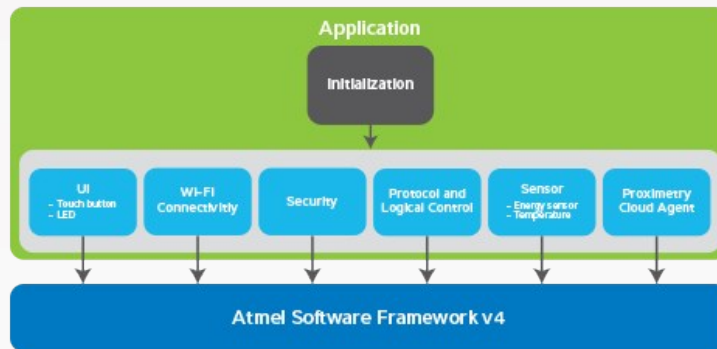 Application
Initialization
UI
- Touch button
- LED
Wi-Fi
Connectivitiy
Security
Protocol and
Logical Control
Sensor
- Energy sensor
- Temperature
Proximetry
Cloud Agent
Atmel Software Framework v4